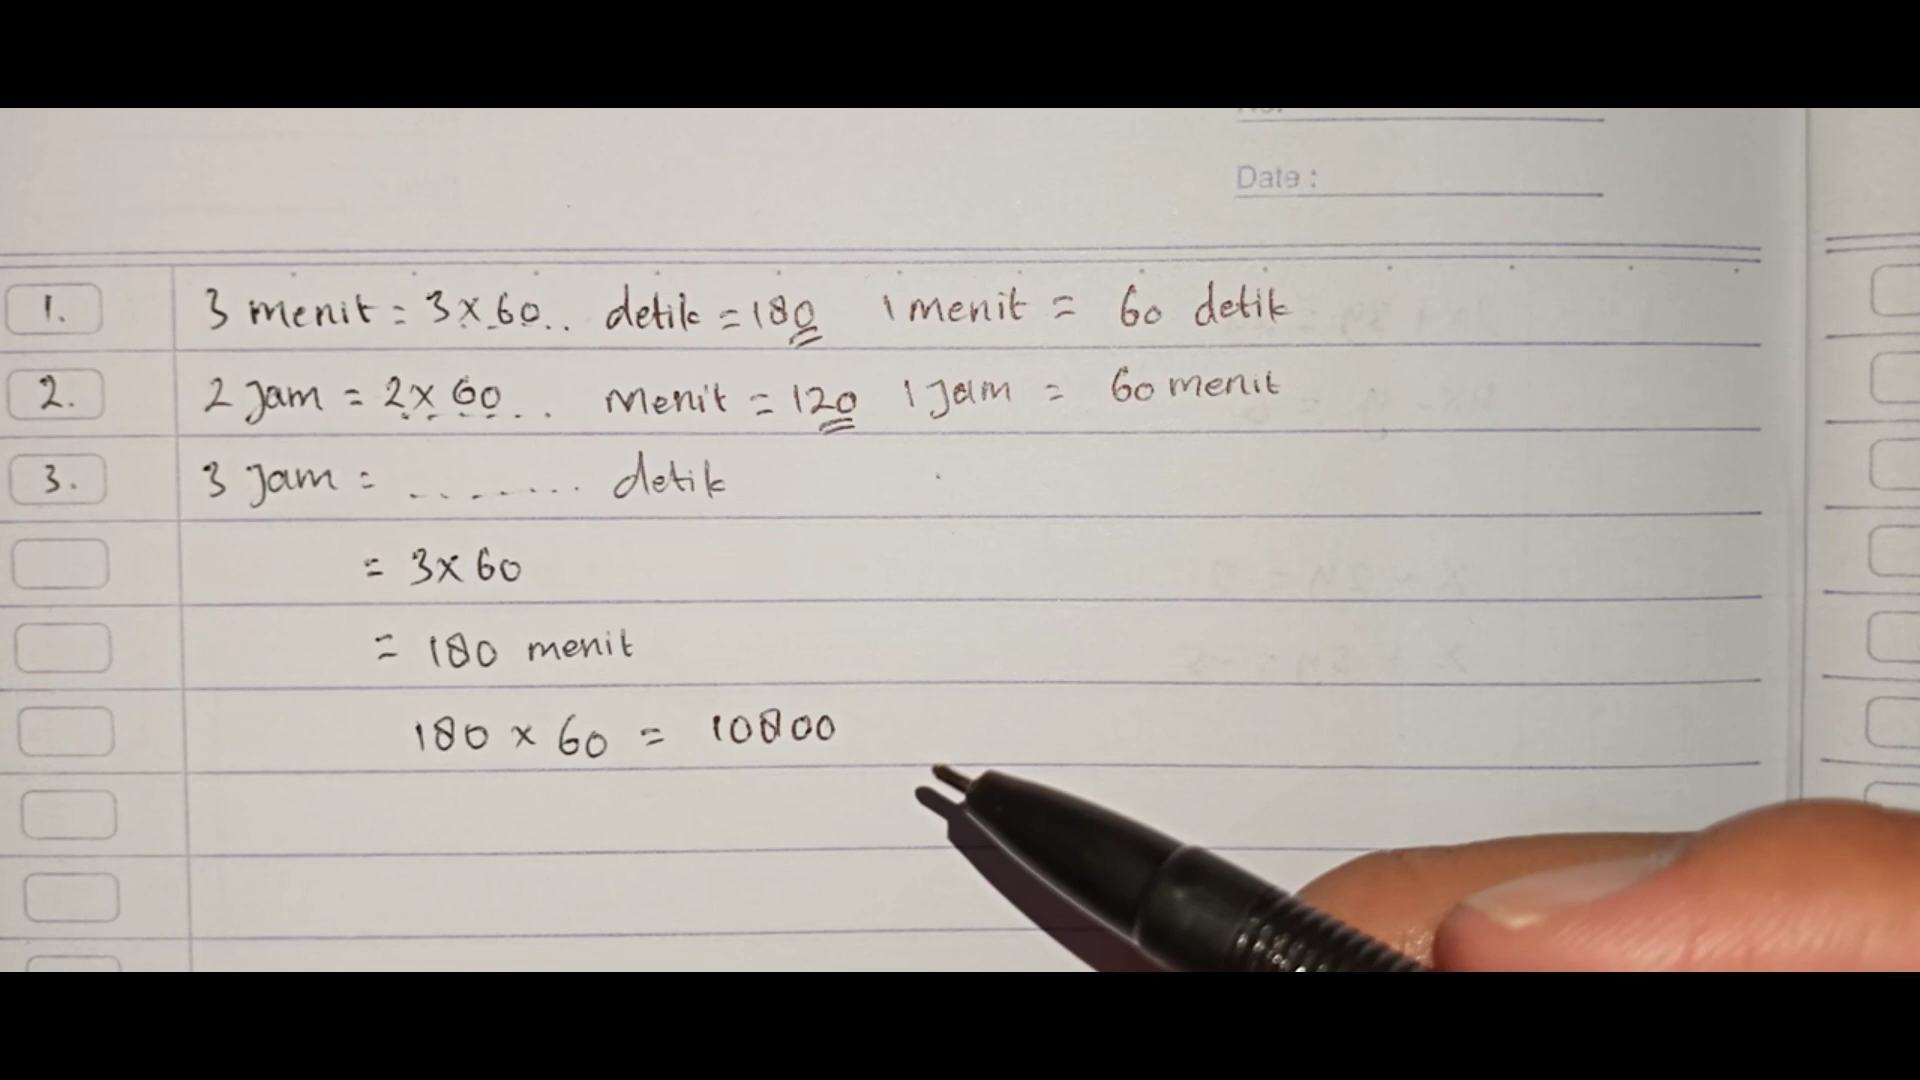 Date :
1. 3 menit = 3 x 60.. detik = 180 1 menit = 60 detik
2. 2 Jam = 2 x 60.. menit = 120 1 Jam = 60 menit
3. 3 Jam = ........ detik
= 3 x 60
= 180 menit
180 x 60 = 10800